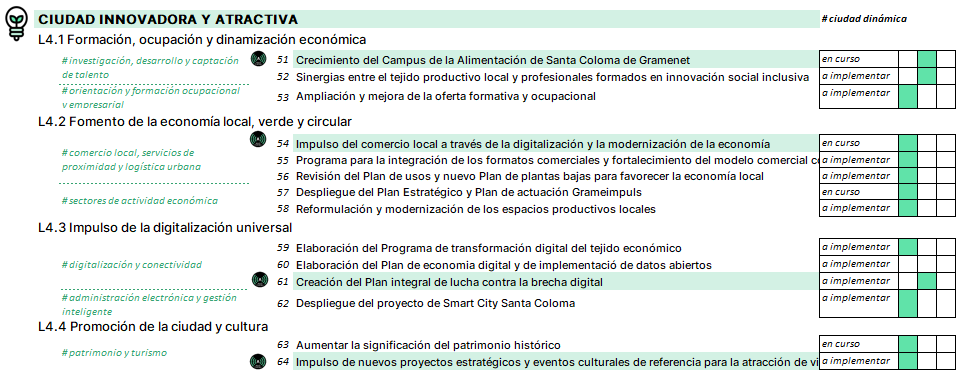 CIUDAD INNOVADORA Y ATRACTIVA # ciudad dinámica
L4.1 Formación, ocupación y dinamización económica
# investigación, desarrollo y captación de talento
51 Crecimiento del Campus de la Alimentación de Santa Coloma de Gramenet en curso
52 Sinergias entre el tejido productivo local y profesionales formados en innovación social inclusiva a implementar
# orientación y formación ocupacional v emoresarial
53 Ampliación y mejora de la oferta formativa y ocupacional a implementar
L4.2 Fomento de la economía local, verde y circular
# comercio local, servicios de proximidad y logística urbana
54 Impulso del comercio local a través de la digitalización y la modernización de la economía en curso
55 Programa para la integración de los formatos comerciales y fortalecimiento del modelo comercial c a implementar
56 Revisión del Plan de usos y nuevo Plan de plantas bajas para favorecer la economía local a implementar
# sectores de actividad económica
57 Despliegue del Plan Estratégico y Plan de actuación Grameimpuls en curso
58 Reformulación y modernización de los espacios productivos locales a implementar
L4.3 Impulso de la digitalización universal
# digitalización y conectividad
59 Elaboración del Programa de transformación digital del tejido económico a implementar
60 Elaboración del Plan de economia digital y de implementació de datos abiertos a implementar
61 Creación del Plan integral de lucha contra la brecha digital a implementar
# administración electrónica y gestión inteligente
62 Despliegue del proyecto de Smart City Santa Coloma a implementar
L4.4 Promoción de la ciudad y cultura
# patrimonio y turismo
63 Aumentar la significación del patrimonio histórico en curso
64 Impulso de nuevos proyectos estratégicos y eventos culturales de referencia para la atracción de vi a implementar